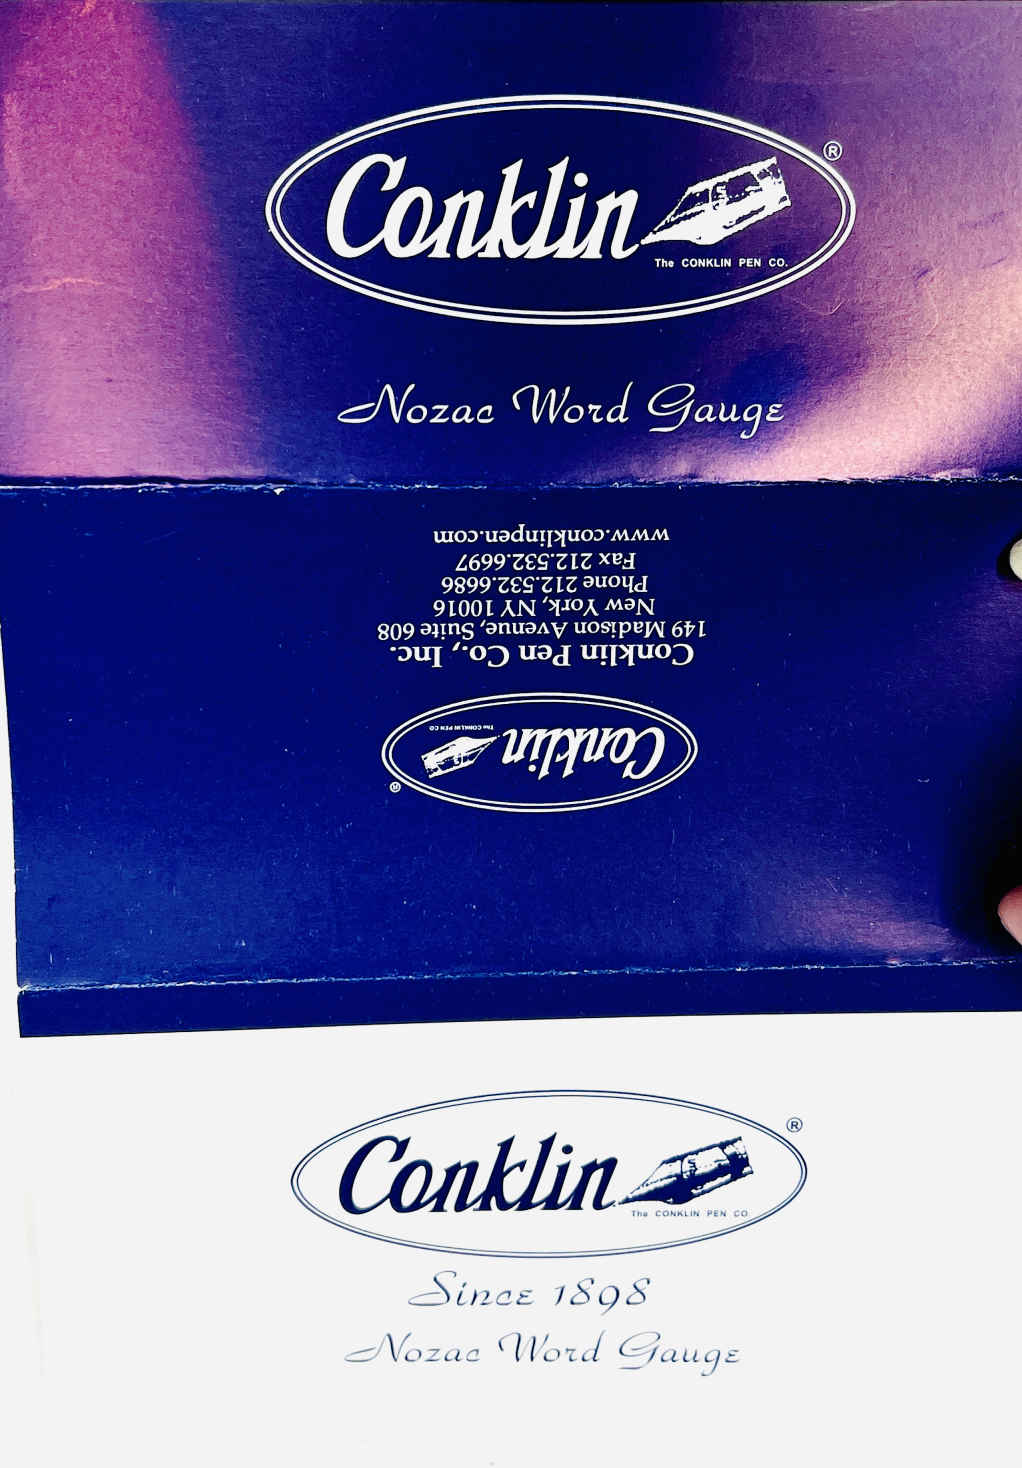 Conklin
®
The CONKLIN PEN CO.
Nozac Word Gauge
Conklin
The CONKLIN PEN CO
®
Conklin Pen Co., Inc.
149 Madison Avenue, Suite 608
New York, NY 10016
Phone 212.532.6686
Fax 212.532.6697
www.conklinpen.com
Conklin
®
The CONKLIN PEN CO
Since 1898
Nozac Word Gauge